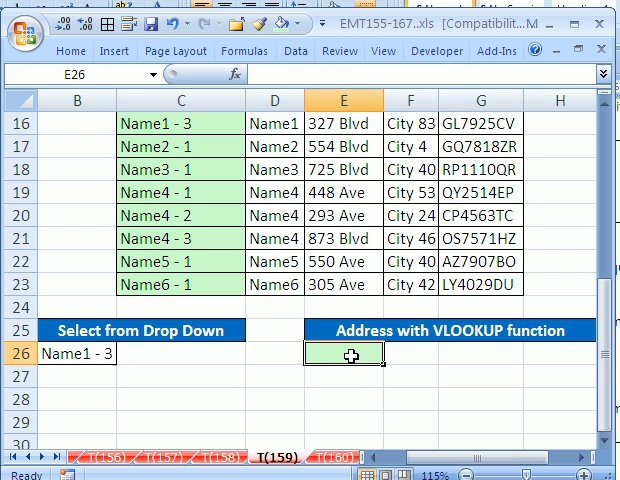 EMT155-167..xls [Compatibilit...M
Home Insert Page Layout Formulas Data View Developer Add-Ins
E26 fx
B C D E F G H
16 Name1 - 3 Name1 327 Blvd City 83 GL7925CV
17 Name2 - 1 Name2 554 Blvd City 4 GQ7818ZR
18 Name3 - 1 Name3 725 Blvd City 40 RP1110QR
19 Name4 - 1 Name4 448 Ave City 53 QY2514EP
20 Name4 - 2 Name4 293 Ave City 24 CP4563TC
21 Name4 - 3 Name4 873 Blvd City 46 OS7571HZ
22 Name5 - 1 Name5 550 Ave City 40 AZ7907BO
23 Name6 - 1 Name6 305 Ave City 42 LY4029DU
24
25 Select from Drop Down Address with VLOOKUP function
26 Name1 - 3
27
28
29
30
T(156) T(157) T(158) T(159) T(160)
Ready 115%